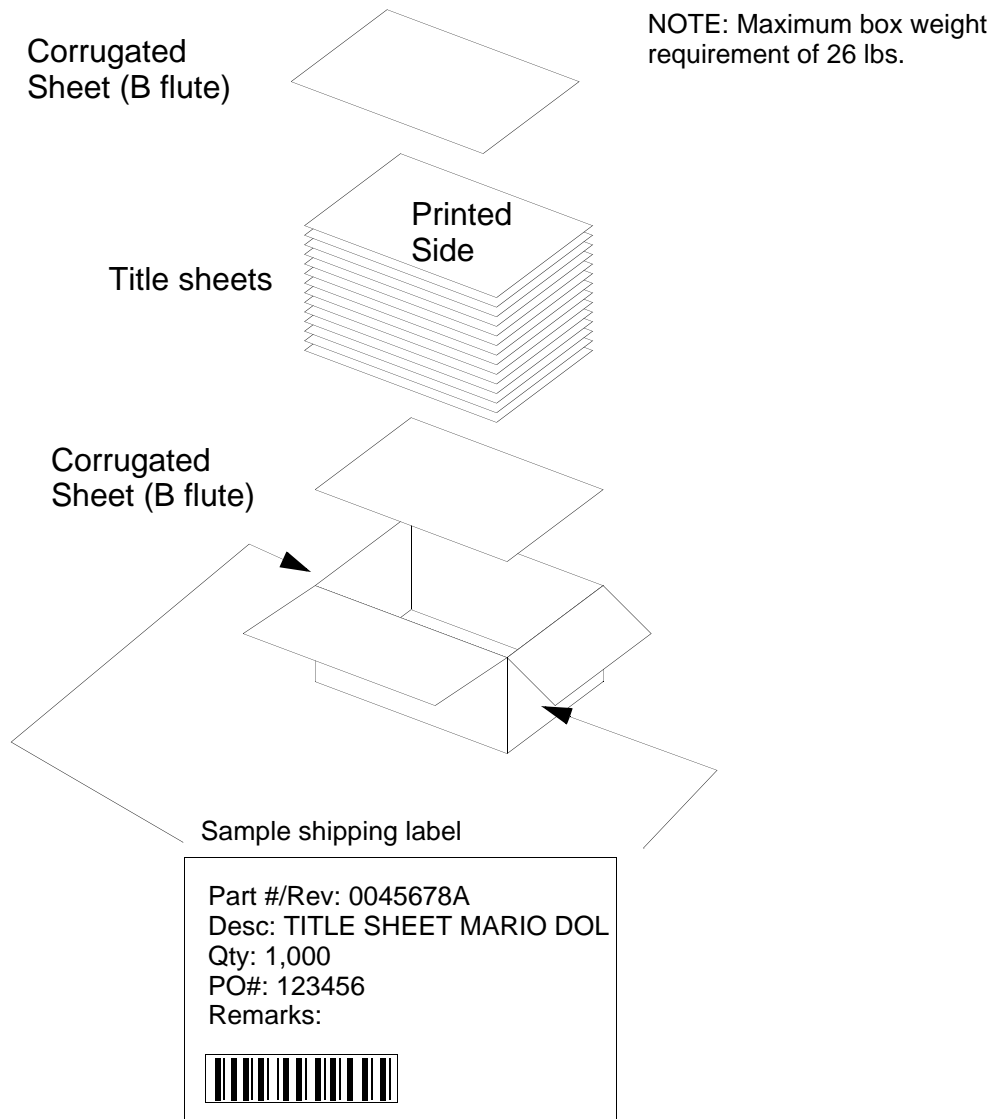 NOTE: Maximum box weight
requirement of 26 lbs.
Corrugated
Sheet (B flute)
Printed
Side
Title sheets
Corrugated
Sheet (B flute)
Sample shipping label
Part #/Rev: 0045678A
Desc: TITLE SHEET MARIO DOL
Qty: 1,000
PO#: 123456
Remarks: